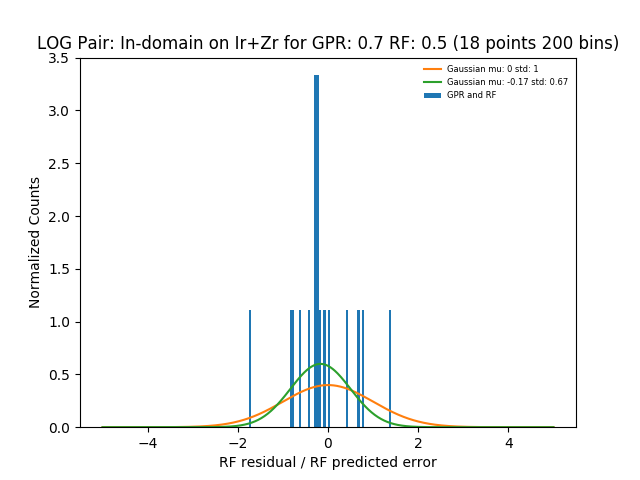 LOG Pair: In-domain on Ir+Zr for GPR: 0.7 RF: 0.5 (18 points 200 bins)
Gaussian mu: 0 std: 1
Gaussian mu: -0.17 std: 0.67
GPR and RF
3.5
3.0
2.5
2.0
1.5
1.0
0.5
0.0
Normalized Counts
−4
−2
0
2
4
RF residual / RF predicted error